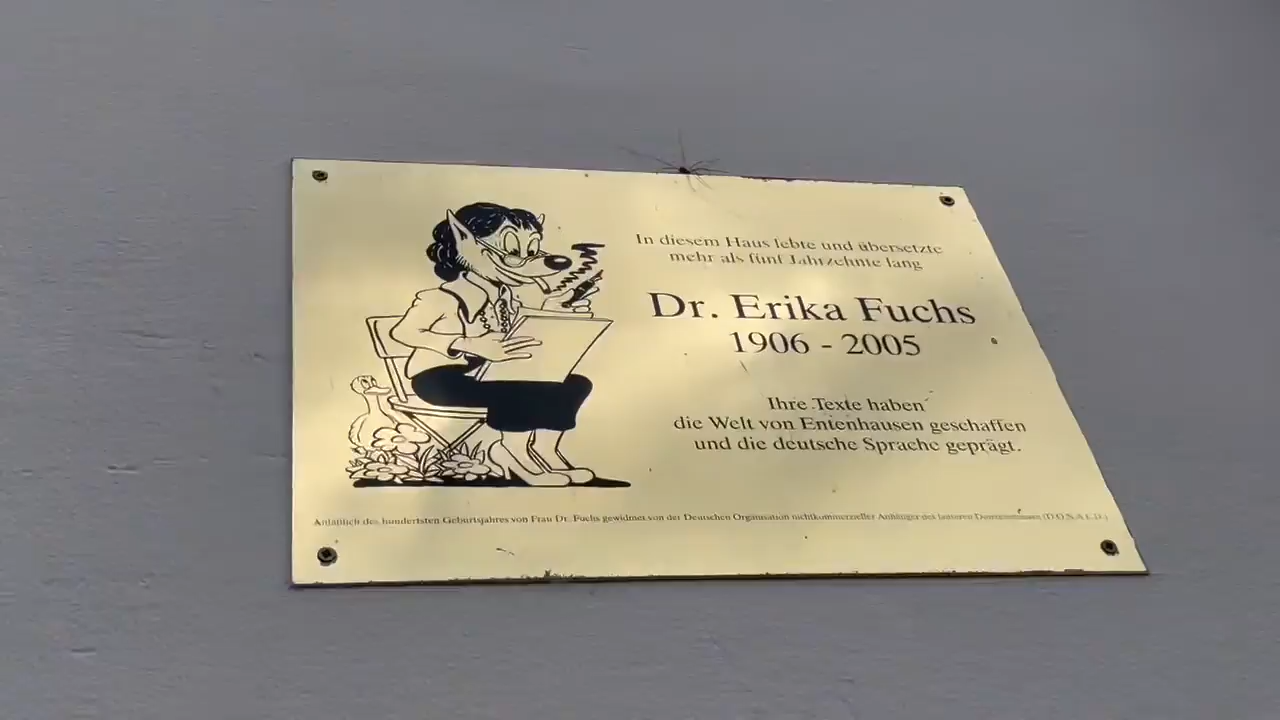 In diesem Haus lebte und übersetzte
mehr als fünf Jahrzehnte lang
Dr. Erika Fuchs
1906 - 2005
Ihre Texte haben
die Welt von Entenhausen geschaffen
und die deutsche Sprache geprägt.
Anläßlich des hundertsten Geburtsjahres von Frau Dr. Fuchs gewidmet von der Deutschen Organisation nichtkommerzieller Anhänger des lauteren Donaldismus (D.O.N.A.L.D.)